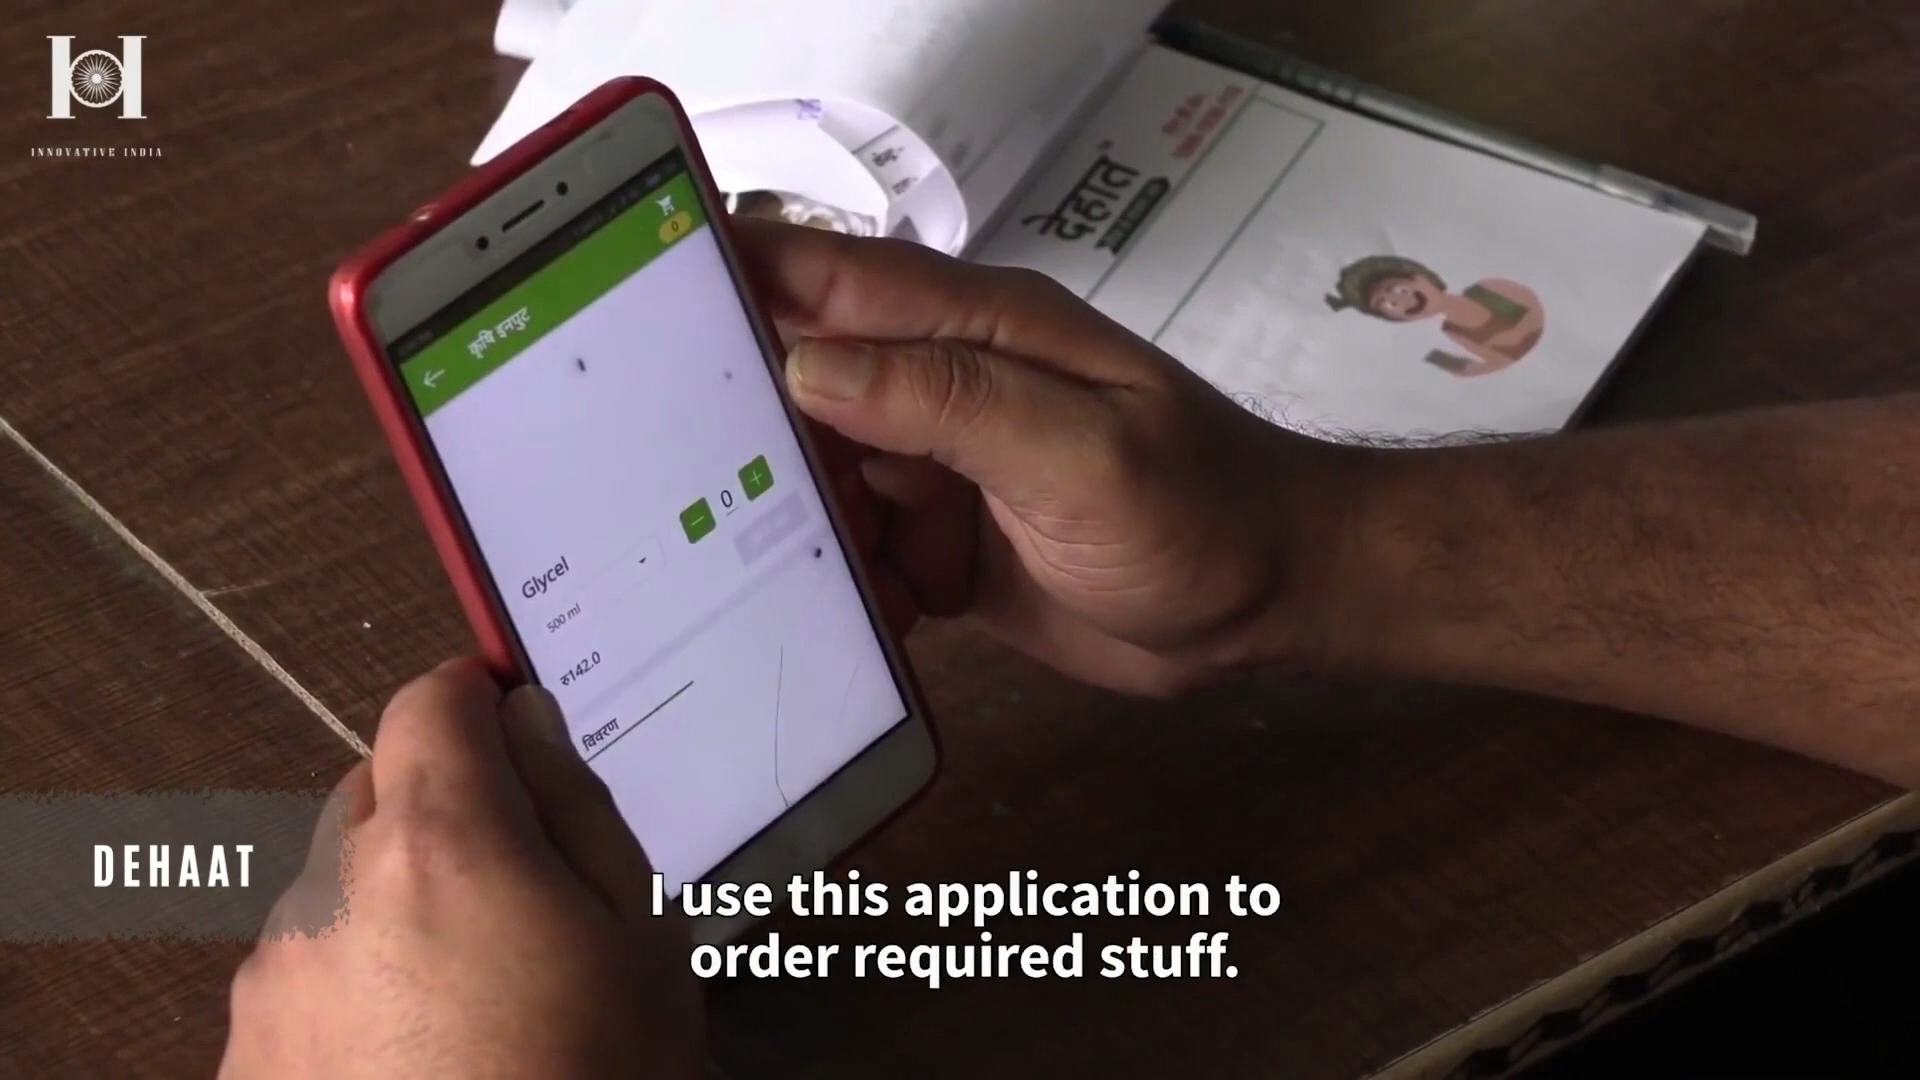 INNOVATIVE INDIA
देहात
0
कृषि इनपुट
0
Glycel
500 ml
रु142.0
विवरण
DEHAAT
I use this application to
order required stuff.